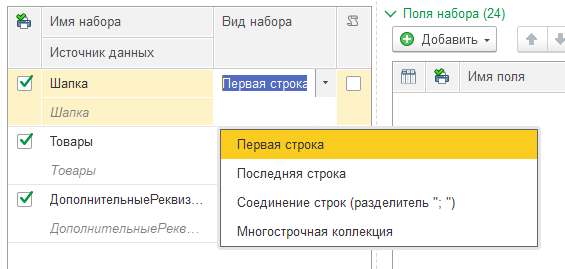 Имя набора
Вид набора
Источник данных
Шапка
Первая строка
Шапка
Товары
Товары
ДополнительныеРеквиз...
ДополнительныеРекв...
Первая строка
Последняя строка
Соединение строк (разделитель "; ")
Многострочная коллекция
Поля набора (24)
Добавить
Имя поля